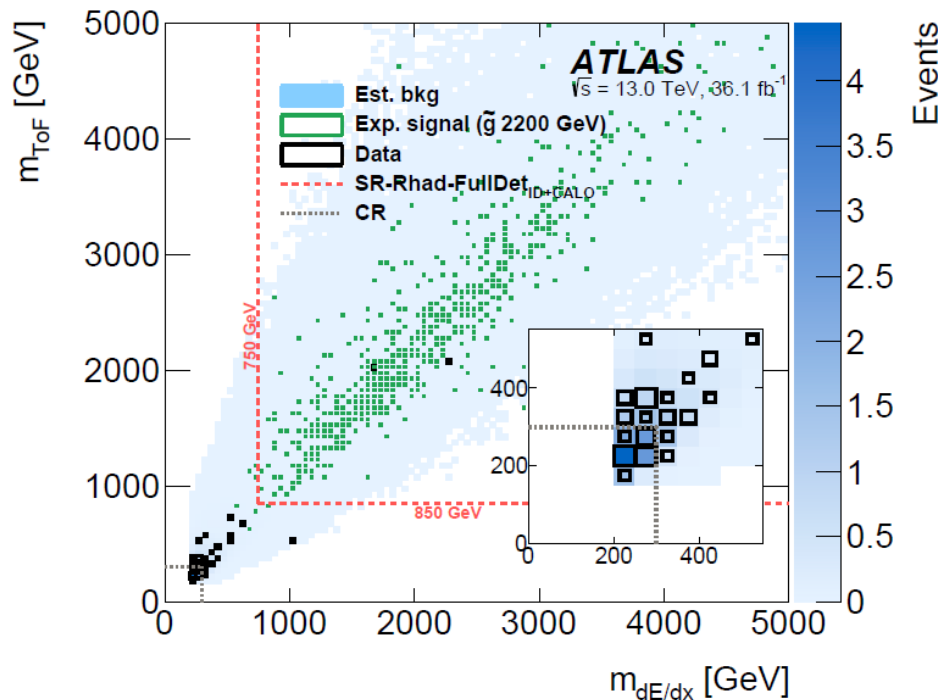 5000
4000
3000
2000
1000
0
m_ToF [GeV]
ATLAS
√s = 13.0 TeV, 36.1 fb⁻¹
Est. bkg
Exp. signal (g̃ 2200 GeV)
Data
SR-Rhad-FullDet_ID+CALO
CR
750 GeV
850 GeV
400
200
0
0 200 400
0 1000 2000 3000 4000 5000
m_dE/dx [GeV]
Events
4
3.5
3
2.5
2
1.5
1
0.5
0